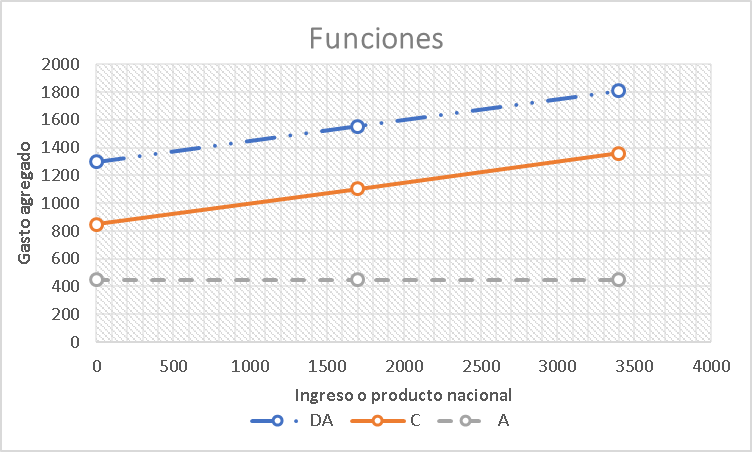 Funciones
2000
1800
1600
1400
1200
1000
800
600
400
200
0
Gasto agregado
0 500 1000 1500 2000 2500 3000 3500 4000
Ingreso o producto nacional
DA C A